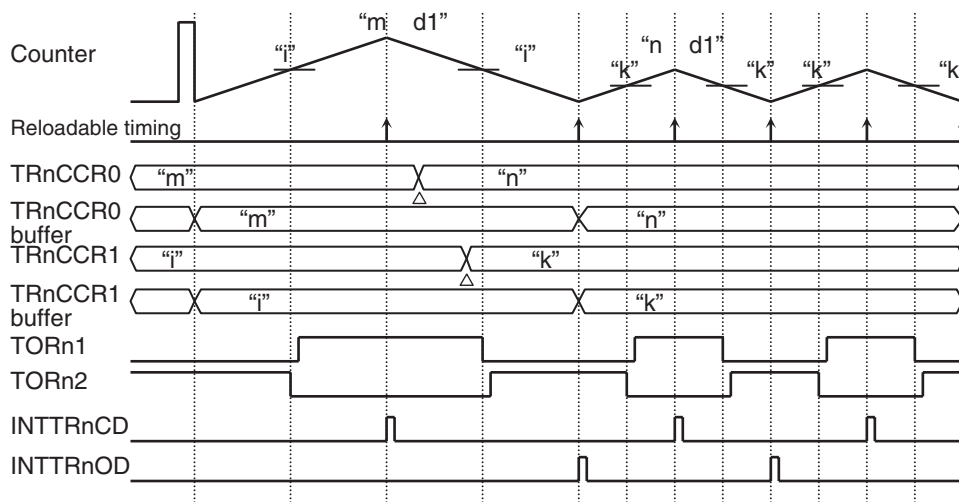 “m d1”
Counter “i” “i” “n d1”
“k” “k” “k” “k
Reloadable timing
TRnCCR0 “m” “n”
TRnCCR0 buffer “m” “n”
TRnCCR1 “i” “k”
TRnCCR1 buffer “i” “k”
TORn1
TORn2
INTTRnCD
INTTRnOD